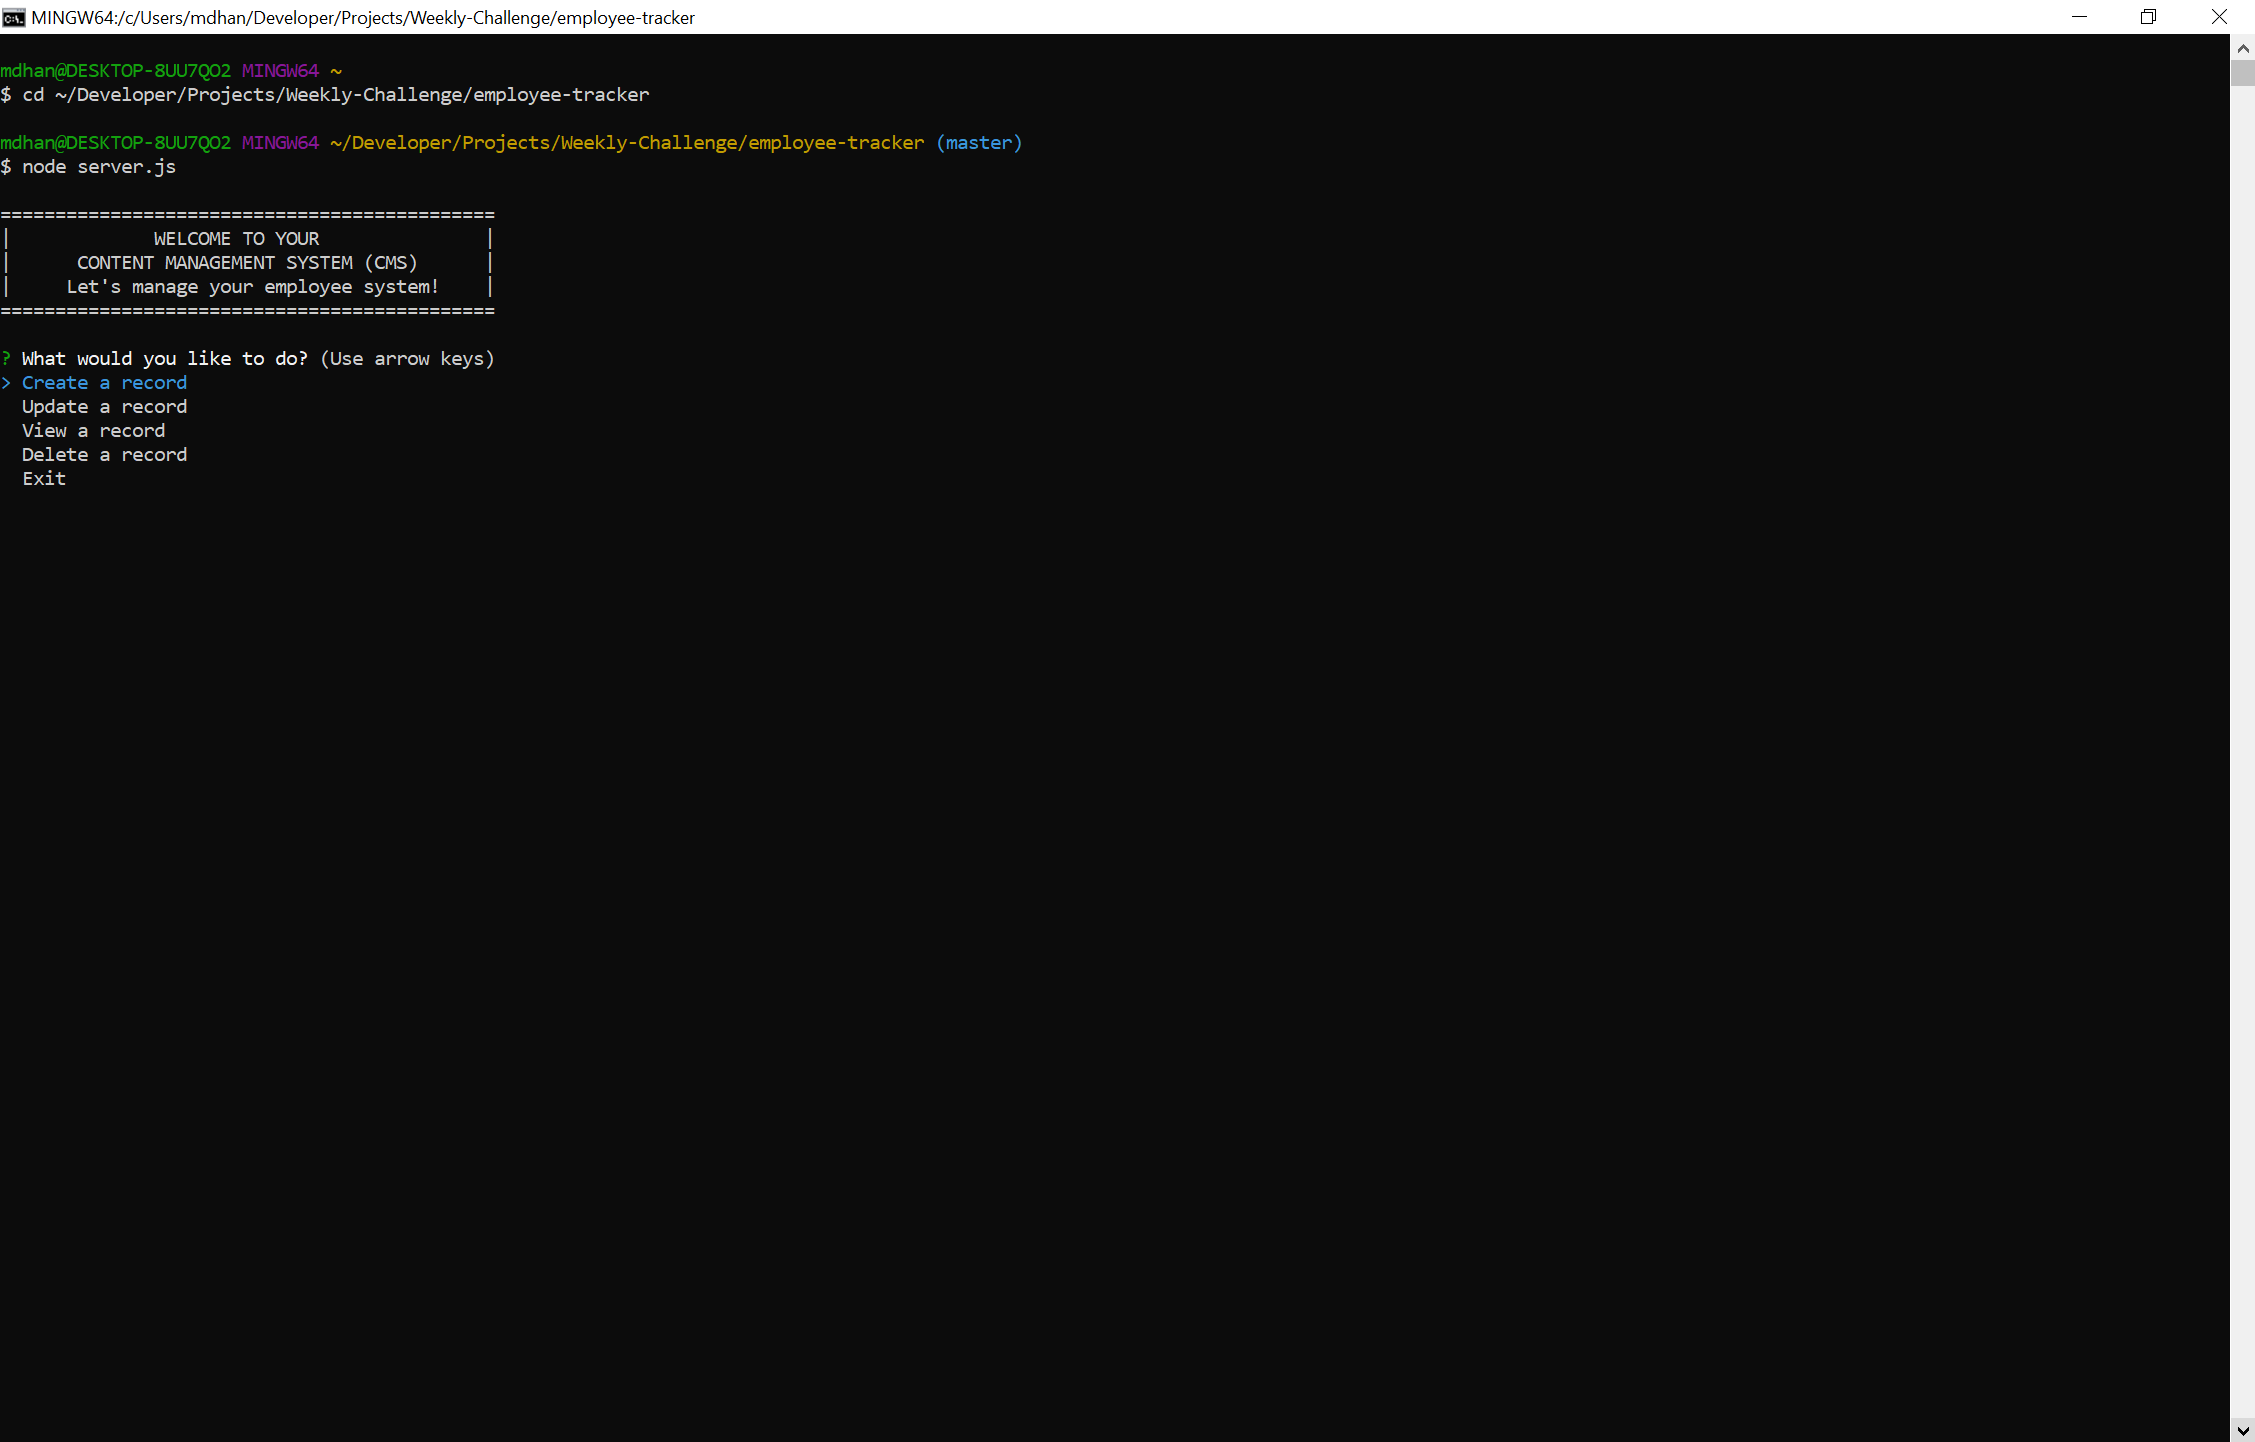 MINGW64:/c/Users/mdhan/Developer/Projects/Weekly-Challenge/employee-tracker
mdhan@DESKTOP-8UU7QO2 MINGW64 ~
$ cd ~/Developer/Projects/Weekly-Challenge/employee-tracker
mdhan@DESKTOP-8UU7QO2 MINGW64 ~/Developer/Projects/Weekly-Challenge/employee-tracker (master)
$ node server.js
=============================================
|             WELCOME TO YOUR               |
|      CONTENT MANAGEMENT SYSTEM (CMS)      |
|     Let's manage your employee system!    |
=============================================
? What would you like to do? (Use arrow keys)
> Create a record
  Update a record
  View a record
  Delete a record
  Exit